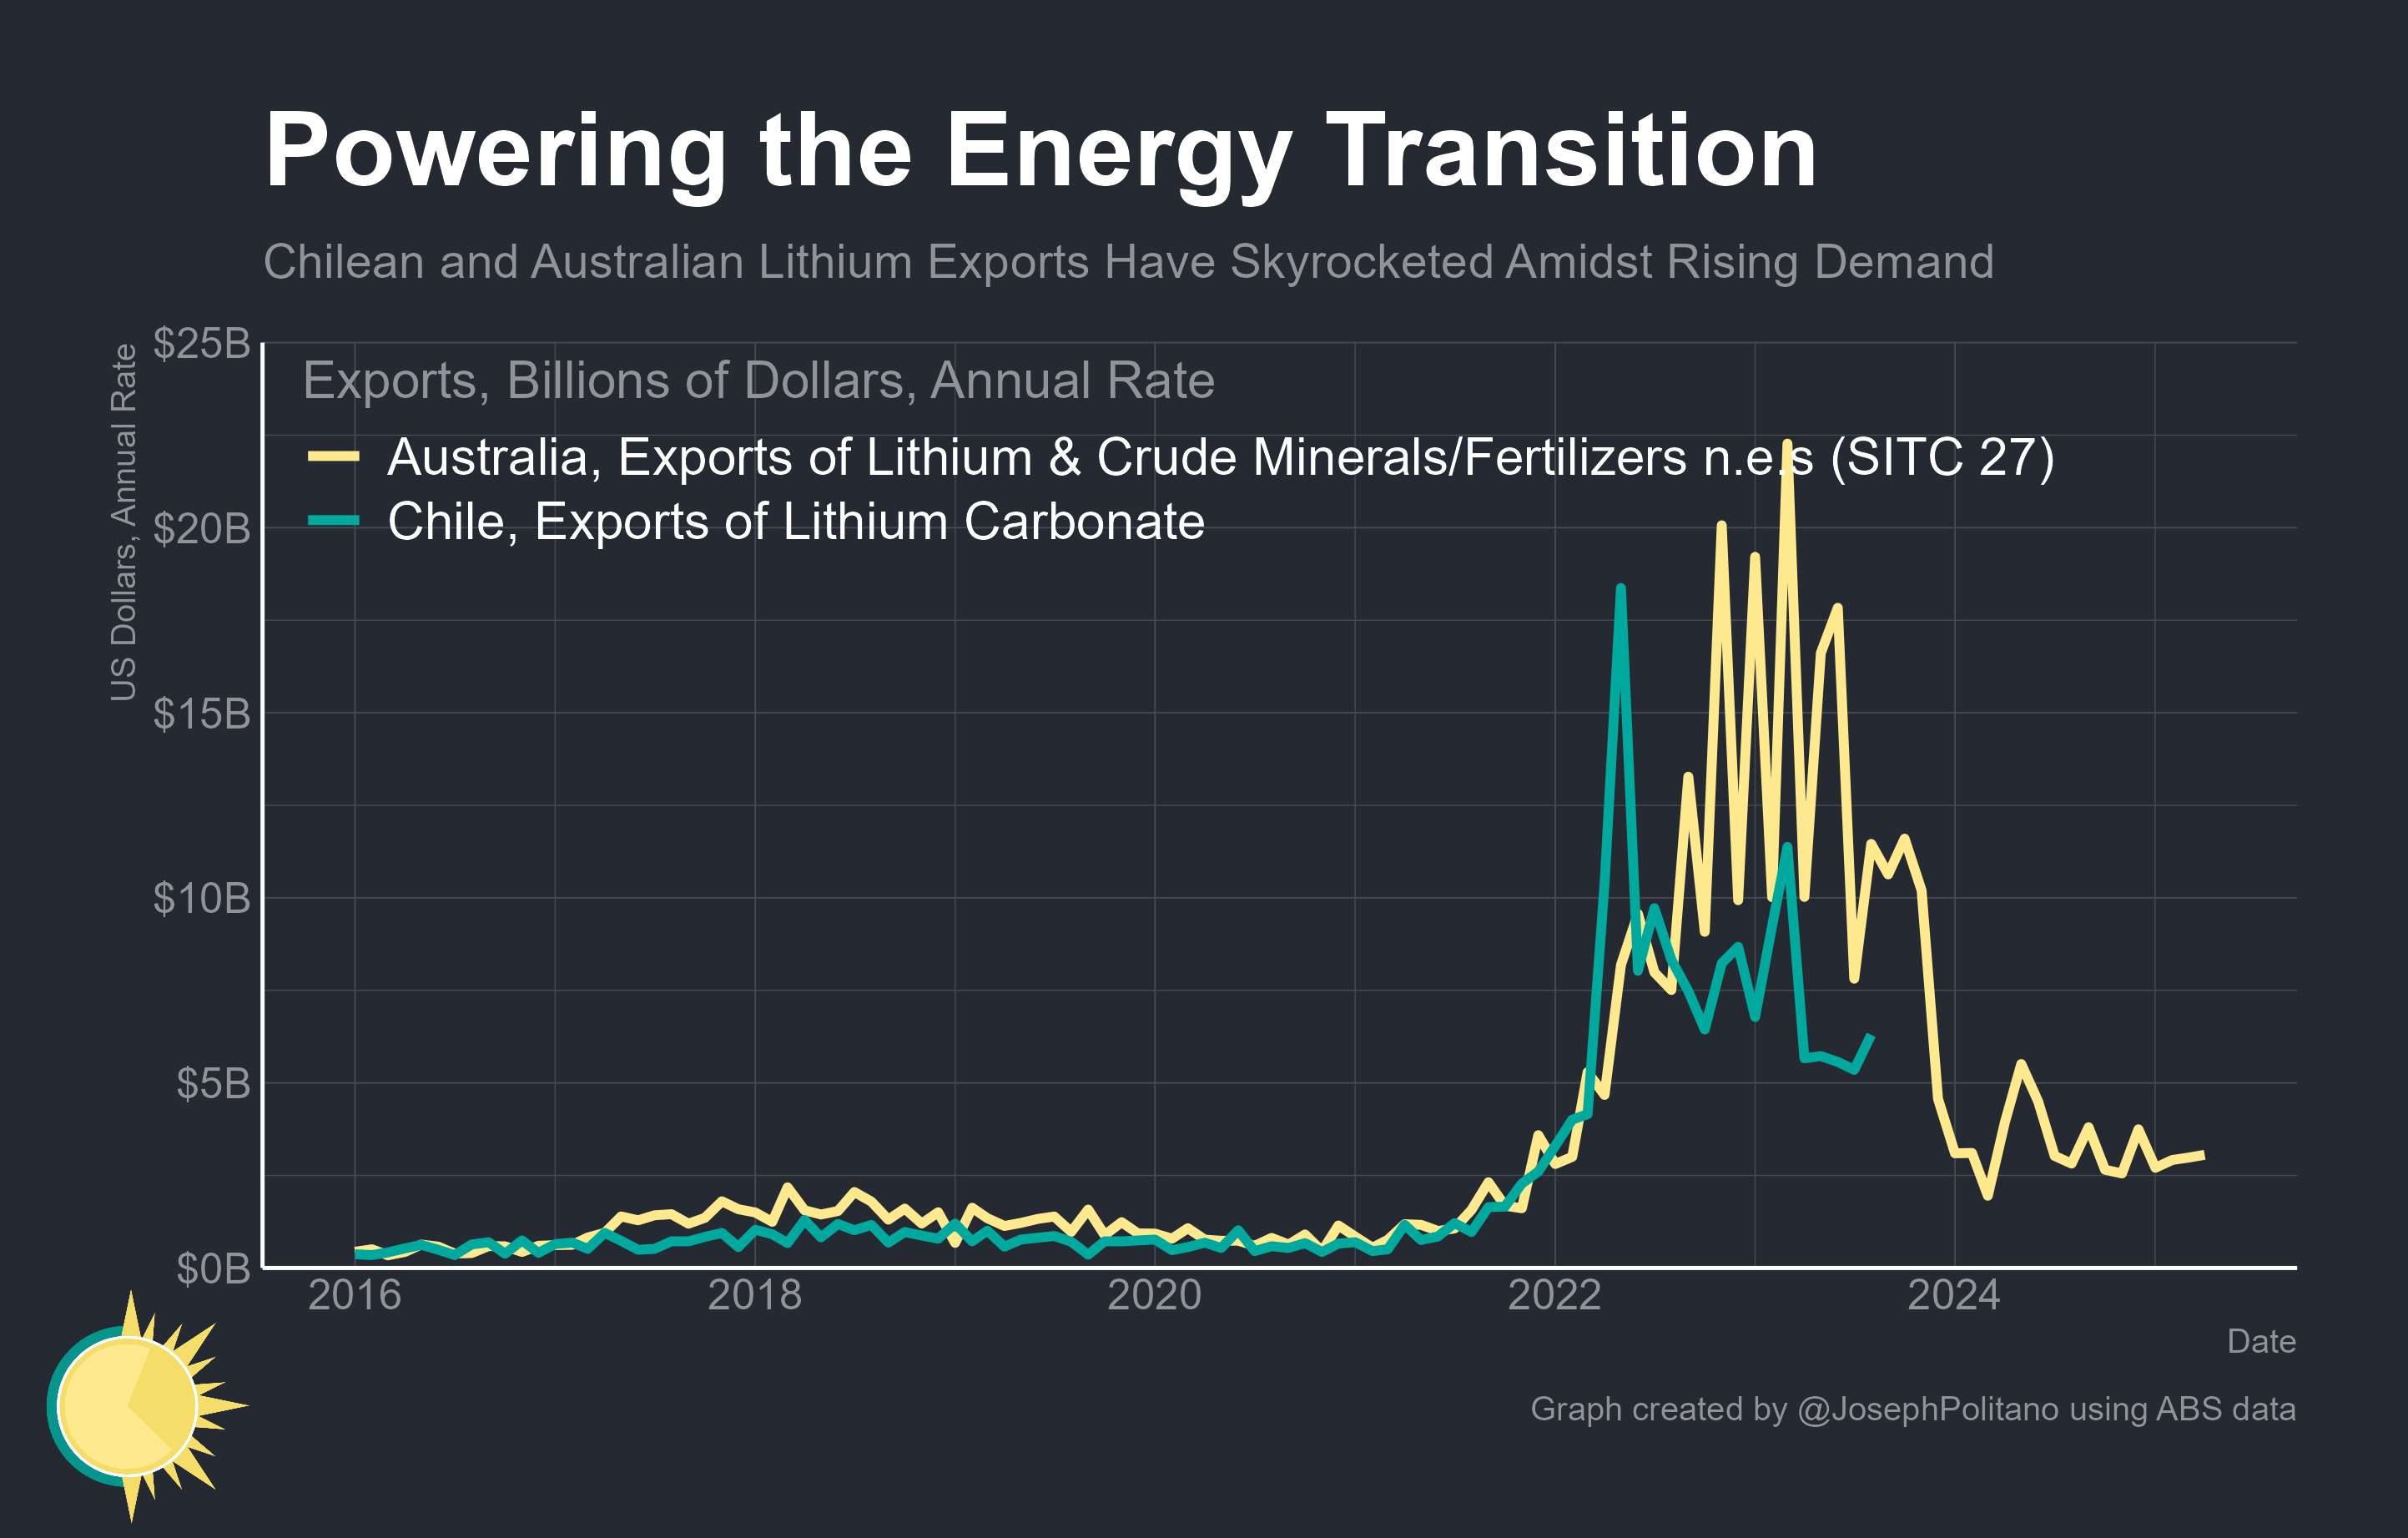 Powering the Energy Transition
Chilean and Australian Lithium Exports Have Skyrocketed Amidst Rising Demand
US Dollars, Annual Rate
$25B
$20B
$15B
$10B
$5B
$0B
Exports, Billions of Dollars, Annual Rate
Australia, Exports of Lithium & Crude Minerals/Fertilizers n.e.s (SITC 27)
Chile, Exports of Lithium Carbonate
2016
2018
2020
2022
2024
Date
Graph created by @JosephPolitano using ABS data